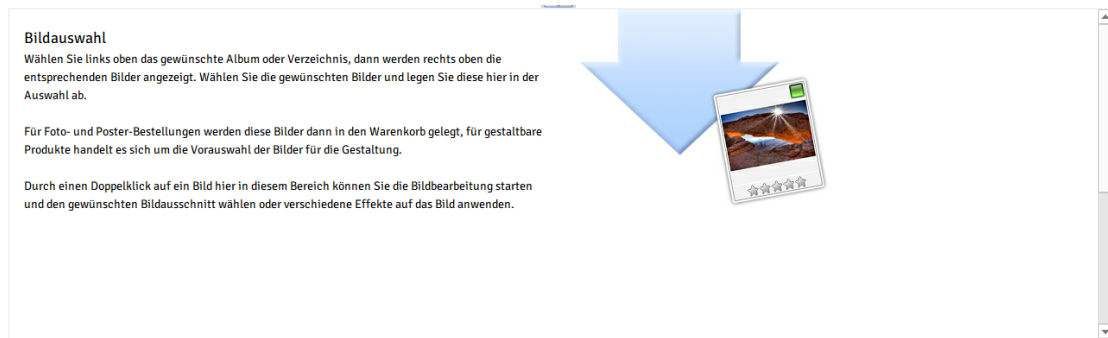 Bildauswahl
Wählen Sie links oben das gewünschte Album oder Verzeichnis, dann werden rechts oben die
entsprechenden Bilder angezeigt. Wählen Sie die gewünschten Bilder und legen Sie diese hier in der
Auswahl ab.
Für Foto- und Poster-Bestellungen werden diese Bilder dann in den Warenkorb gelegt, für gestaltbare
Produkte handelt es sich um die Vorauswahl der Bilder für die Gestaltung.
Durch einen Doppelklick auf ein Bild hier in diesem Bereich können Sie die Bildbearbeitung starten
und den gewünschten Bildausschnitt wählen oder verschiedene Effekte auf das Bild anwenden.